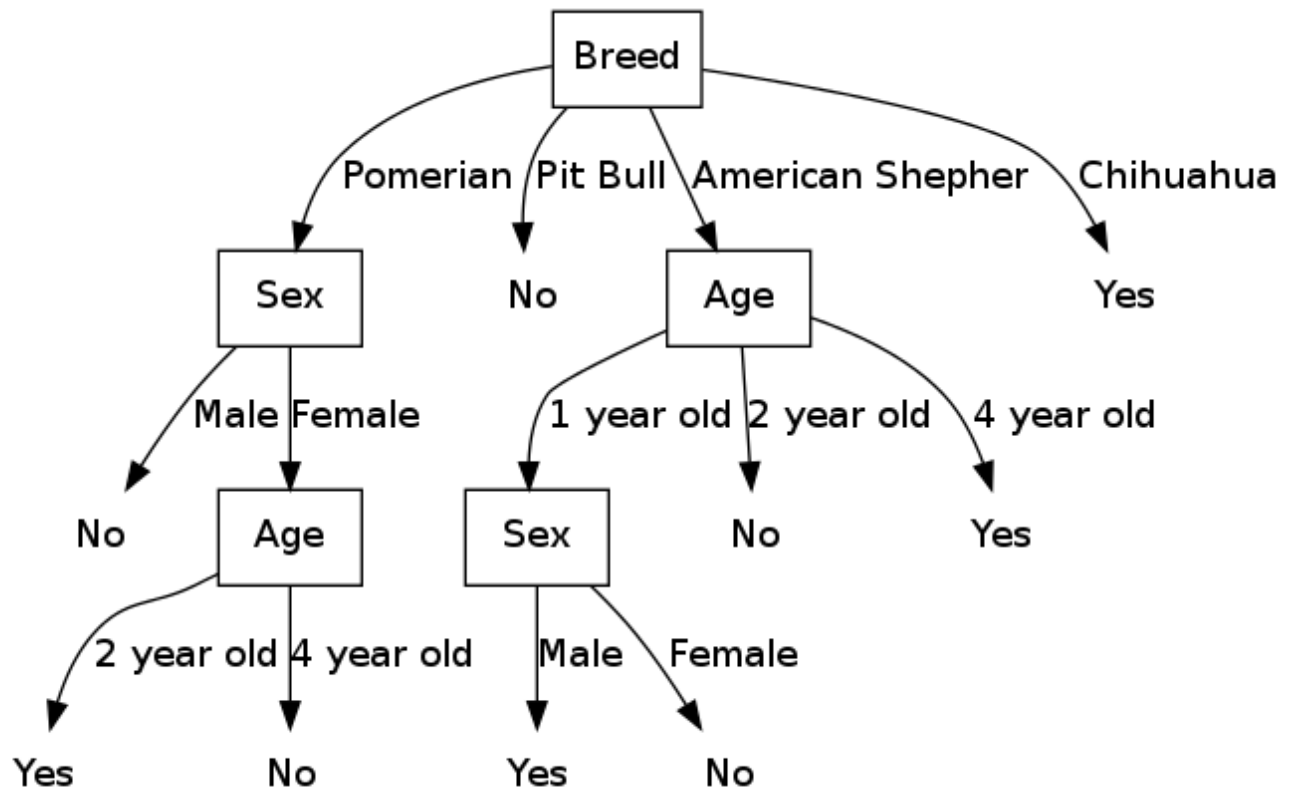 Breed
Pomerian Pit Bull American Shepher Chihuahua
Sex No Age Yes
Male Female 1 year old 2 year old 4 year old
No Age Sex No Yes
2 year old 4 year old Male Female
Yes No Yes No